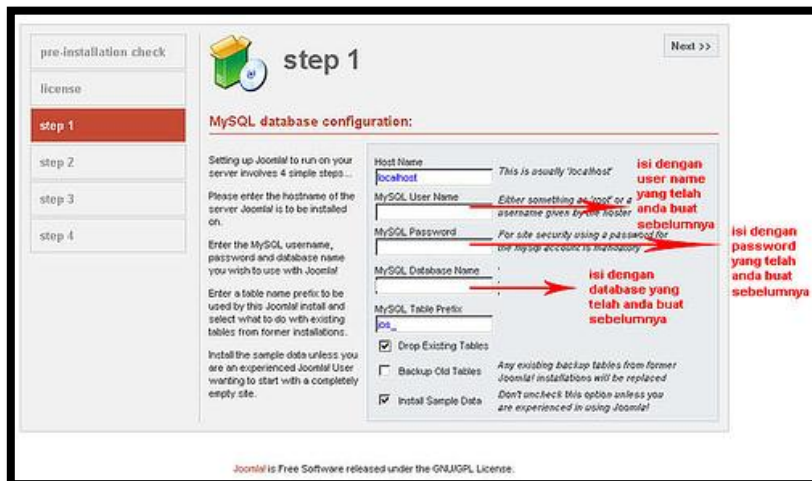 pre-installation check
license
step 1
step 2
step 3
step 4
step 1
Next >>
MySQL database configuration:
Setting up Joomla! to run on your
server involves 4 simple steps...
Please enter the hostname of the
server Joomla! is to be installed
on.
Enter the MySQL username,
password and database name
you wish to use with Joomla!
Enter a table name prefix to be
used by this Joomla! install and
select what to do with existing
tables from former installations.
Install the sample data unless you
are an experienced Joomla! User
wanting to start with a completely
empty site.
Host Name
localhost
This is usually 'localhost'
MySQL User Name
Either something as 'root' or a
username given by the hoster
MySQL Password
For site security using a password for
the mysql account is mandatory
MySQL Database Name
MySQL Table Prefix
jos_
Drop Existing Tables
Backup Old Tables
Any existing backup tables from former
Joomla! installations will be replaced
Install Sample Data
Don't uncheck this option unless you
are experienced in using Joomla!
isi dengan
user name
yang telah
anda buat
sebelumnya
isi dengan
password
yang telah
anda buat
sebelumnya
isi dengan
database yang
telah anda buat
sebelumnya
Joomla! is Free Software released under the GNU/GPL License.